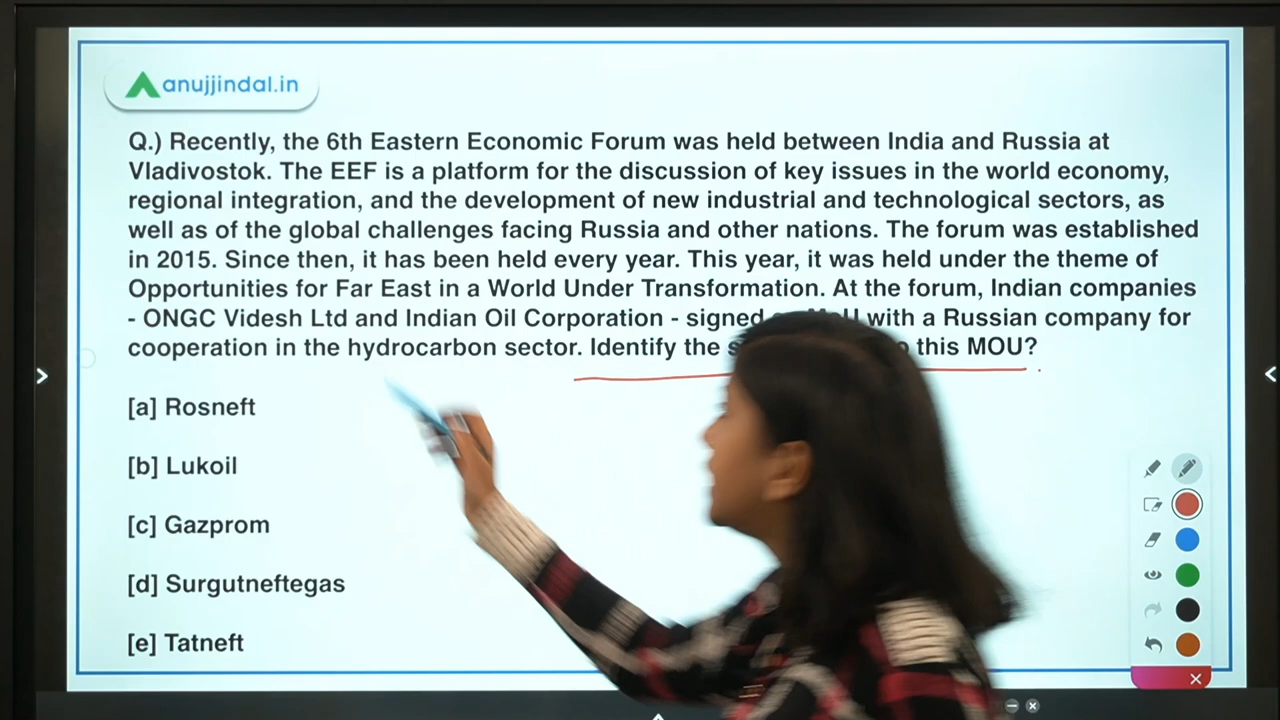 anujjindal.in
Q.) Recently, the 6th Eastern Economic Forum was held between India and Russia at
Vladivostok. The EEF is a platform for the discussion of key issues in the world economy,
regional integration, and the development of new industrial and technological sectors, as
well as of the global challenges facing Russia and other nations. The forum was established
in 2015. Since then, it has been held every year. This year, it was held under the theme of
Opportunities for Far East in a World Under Transformation. At the forum, Indian companies
- ONGC Videsh Ltd and Indian Oil Corporation - signed MoU with a Russian company for
cooperation in the hydrocarbon sector. Identify the this MOU?
[a] Rosneft
[b] Lukoil
[c] Gazprom
[d] Surgutneftegas
[e] Tatneft